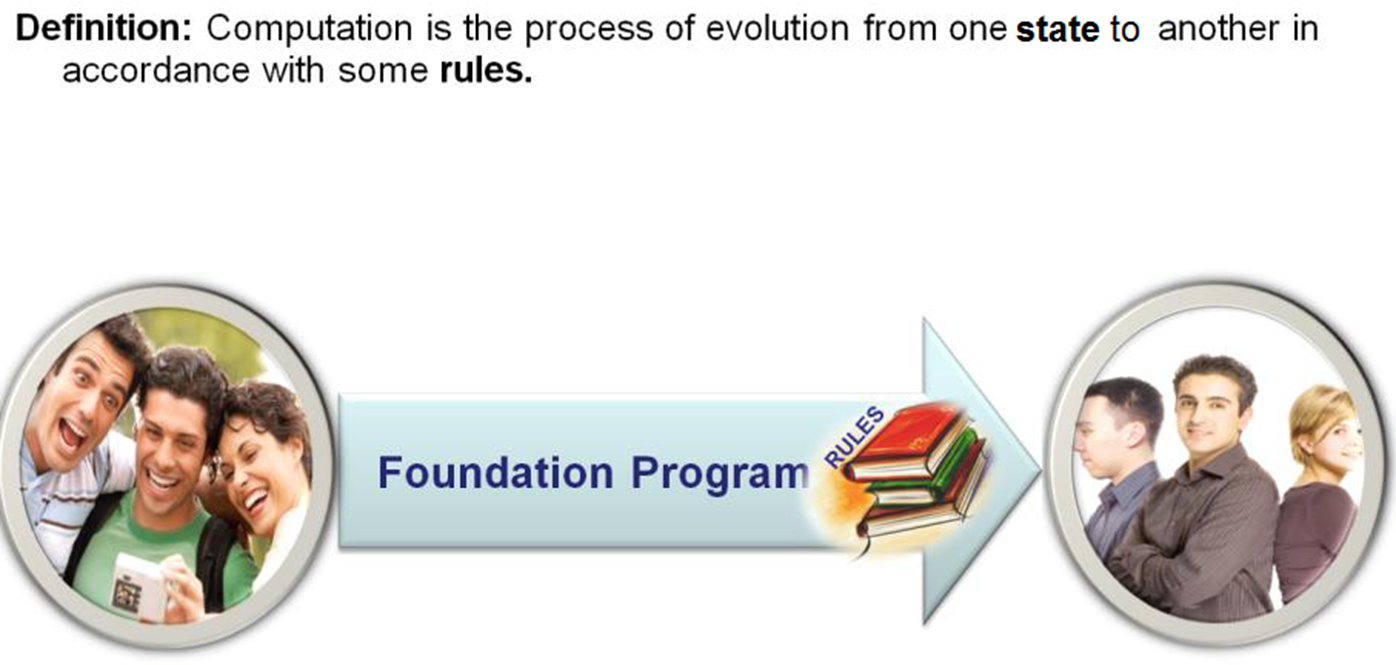 Definition: Computation is the process of evolution from one state to another in
accordance with some rules.
RULES
Foundation Program